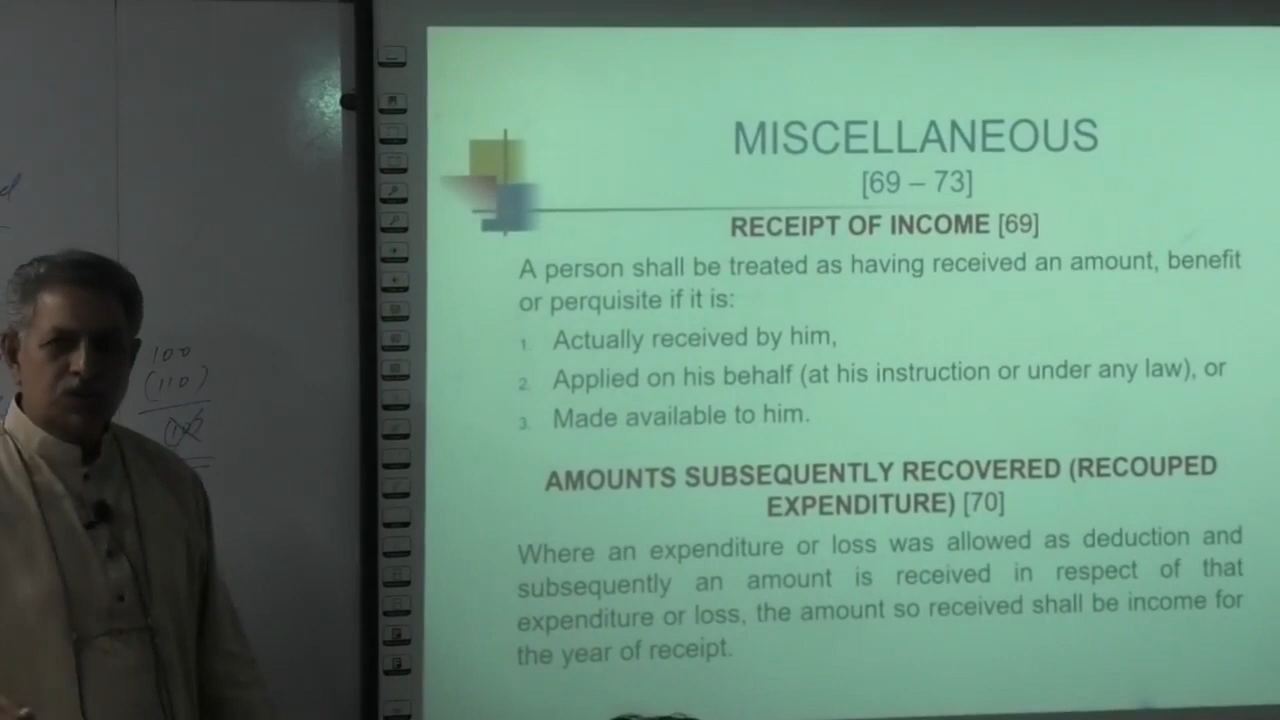 MISCELLANEOUS
[69 – 73]
RECEIPT OF INCOME [69]
A person shall be treated as having received an amount, benefit
or perquisite if it is:
1. Actually received by him,
2. Applied on his behalf (at his instruction or under any law), or
3. Made available to him.
AMOUNTS SUBSEQUENTLY RECOVERED (RECOUPED
EXPENDITURE) [70]
Where an expenditure or loss was allowed as deduction and
subsequently an amount is received in respect of that
expenditure or loss, the amount so received shall be income for
the year of receipt.
100
(110)